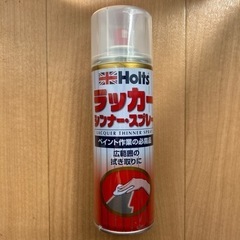 Holts
ラッカー
シンナー・スプレー
LACQUER THINNER SPRAY
ペイント作業の必需品
広範囲の
拭き取りに